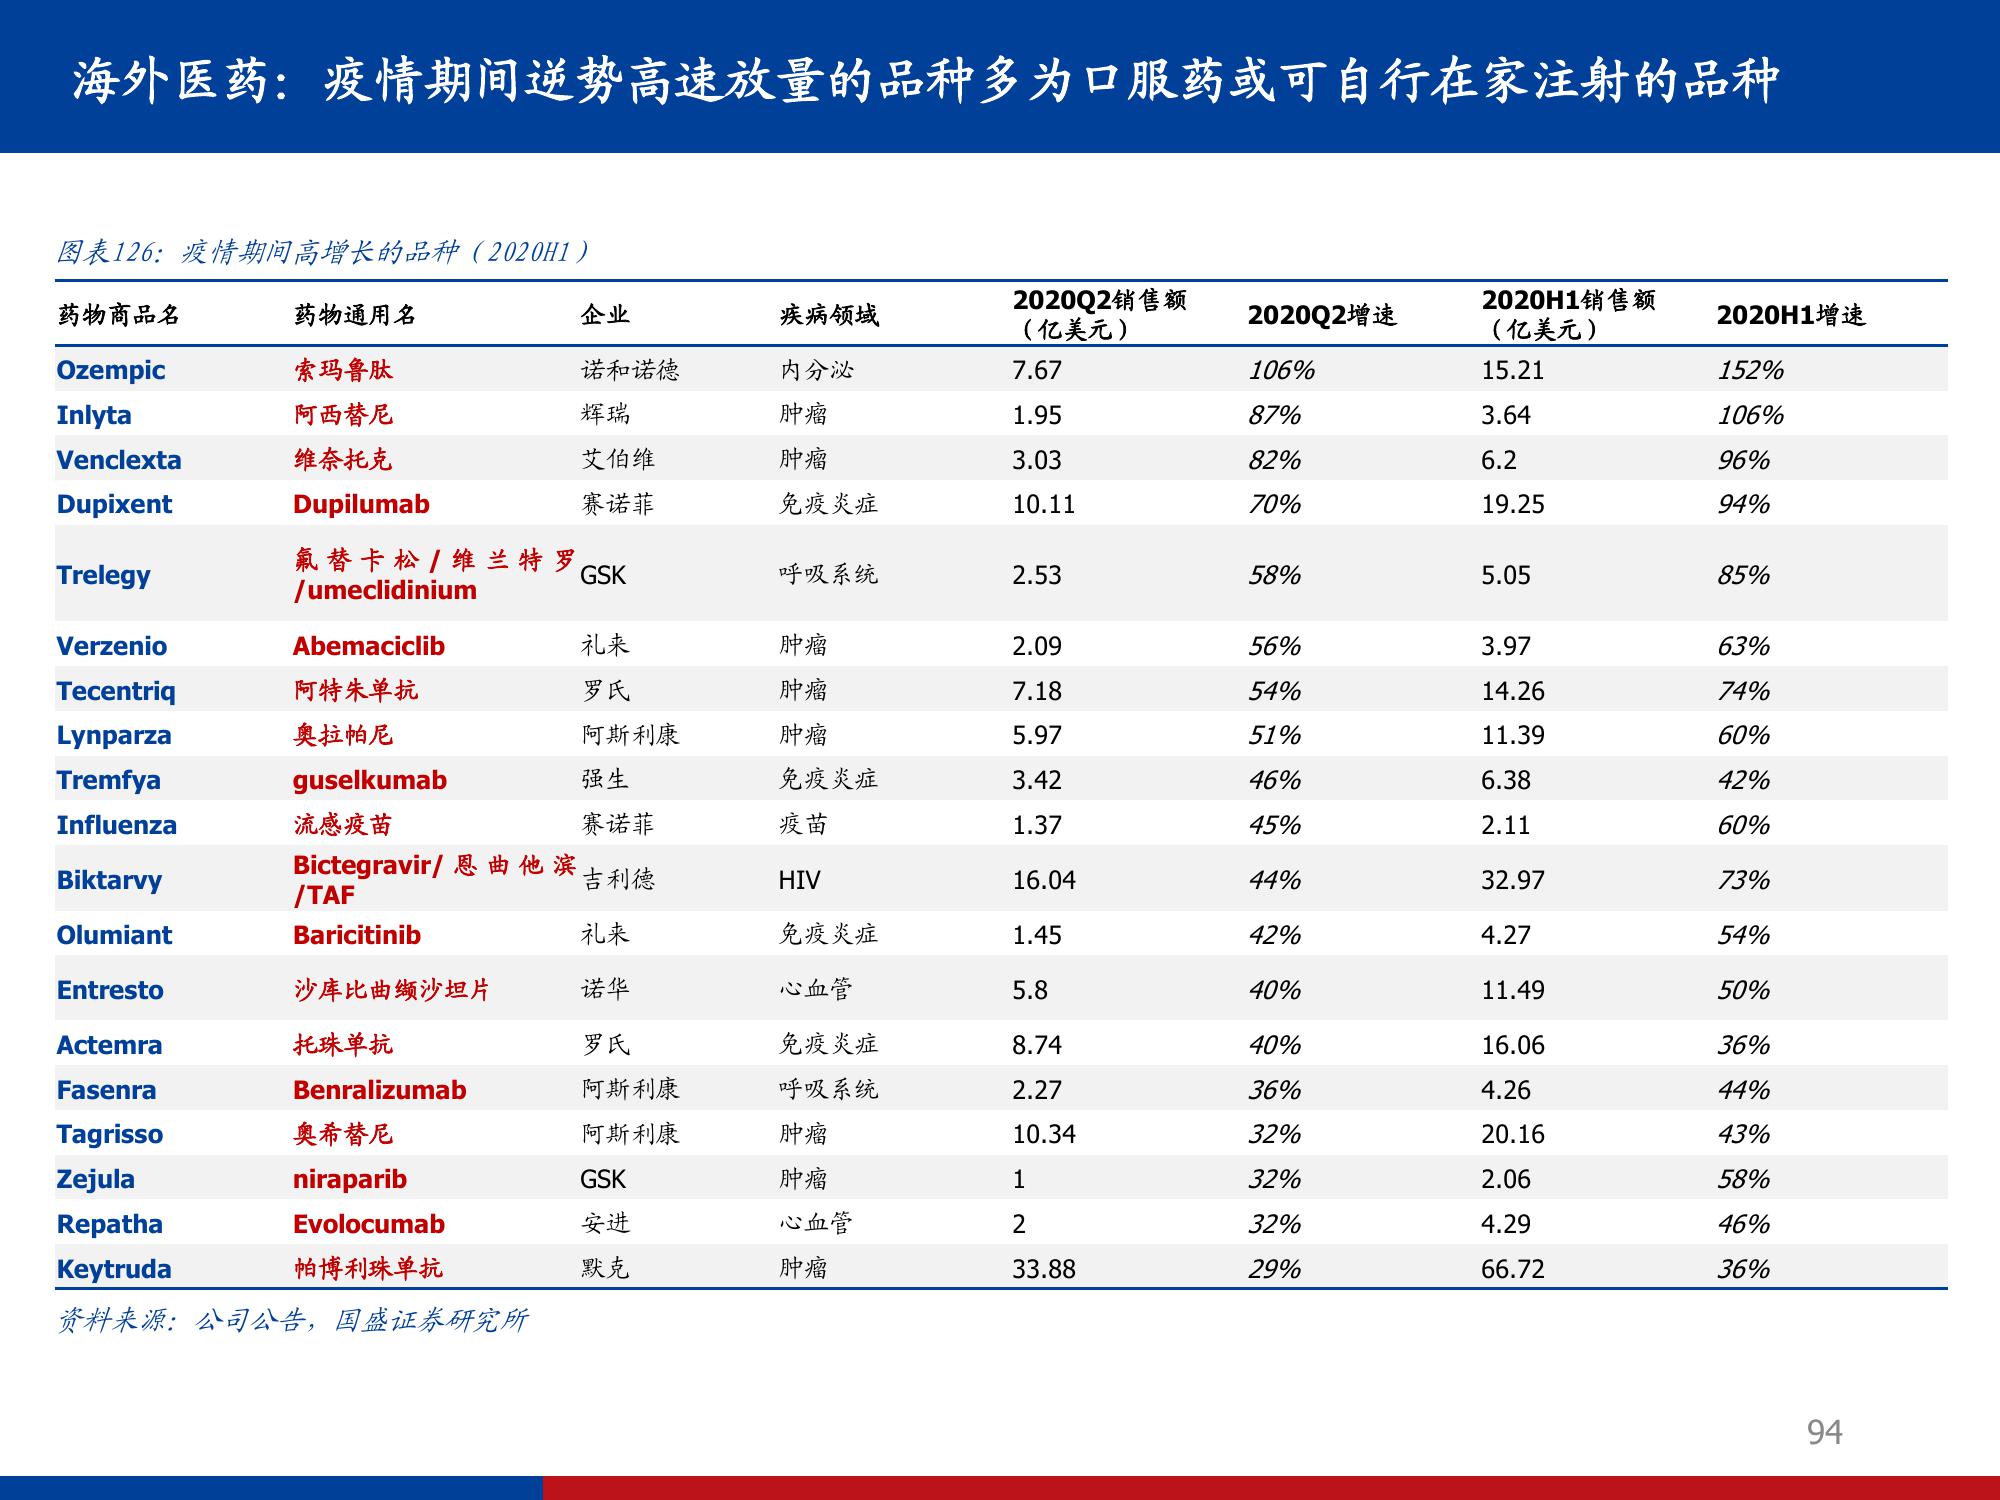 海外医药：疫情期间逆势高速放量的品种多为口服药或可自行在家注射的品种
图表126：疫情期间高增长的品种（2020H1）
药物商品名 药物通用名 企业 疾病领域 2020Q2销售额（亿美元） 2020Q2增速 2020H1销售额（亿美元） 2020H1增速
Ozempic 索玛鲁肽 诺和诺德 内分泌 7.67 106% 15.21 152%
Inlyta 阿西替尼 辉瑞 肿瘤 1.95 87% 3.64 106%
Venclexta 维奈托克 艾伯维 肿瘤 3.03 82% 6.2 96%
Dupixent Dupilumab 赛诺菲 免疫炎症 10.11 70% 19.25 94%
Trelegy 氟替卡松/维兰特罗/umeclidinium GSK 呼吸系统 2.53 58% 5.05 85%
Verzenio Abemaciclib 礼来 肿瘤 2.09 56% 3.97 63%
Tecentriq 阿特朱单抗 罗氏 肿瘤 7.18 54% 14.26 74%
Lynparza 奥拉帕尼 阿斯利康 肿瘤 5.97 51% 11.39 60%
Tremfya guselkumab 强生 免疫炎症 3.42 46% 6.38 42%
Influenza 流感疫苗 赛诺菲 疫苗 1.37 45% 2.11 60%
Biktarvy Bictegravir/恩曲他滨/TAF 吉利德 HIV 16.04 44% 32.97 73%
Olumiant Baricitinib 礼来 免疫炎症 1.45 42% 4.27 54%
Entresto 沙库比曲缬沙坦片 诺华 心血管 5.8 40% 11.49 50%
Actemra 托珠单抗 罗氏 免疫炎症 8.74 40% 16.06 36%
Fasenra Benralizumab 阿斯利康 呼吸系统 2.27 36% 4.26 44%
Tagrisso 奥希替尼 阿斯利康 肿瘤 10.34 32% 20.16 43%
Zejula niraparib GSK 肿瘤 1 32% 2.06 58%
Repatha Evolocumab 安进 心血管 2 32% 4.29 46%
Keytruda 帕博利珠单抗 默克 肿瘤 33.88 29% 66.72 36%
资料来源：公司公告，国盛证券研究所
94